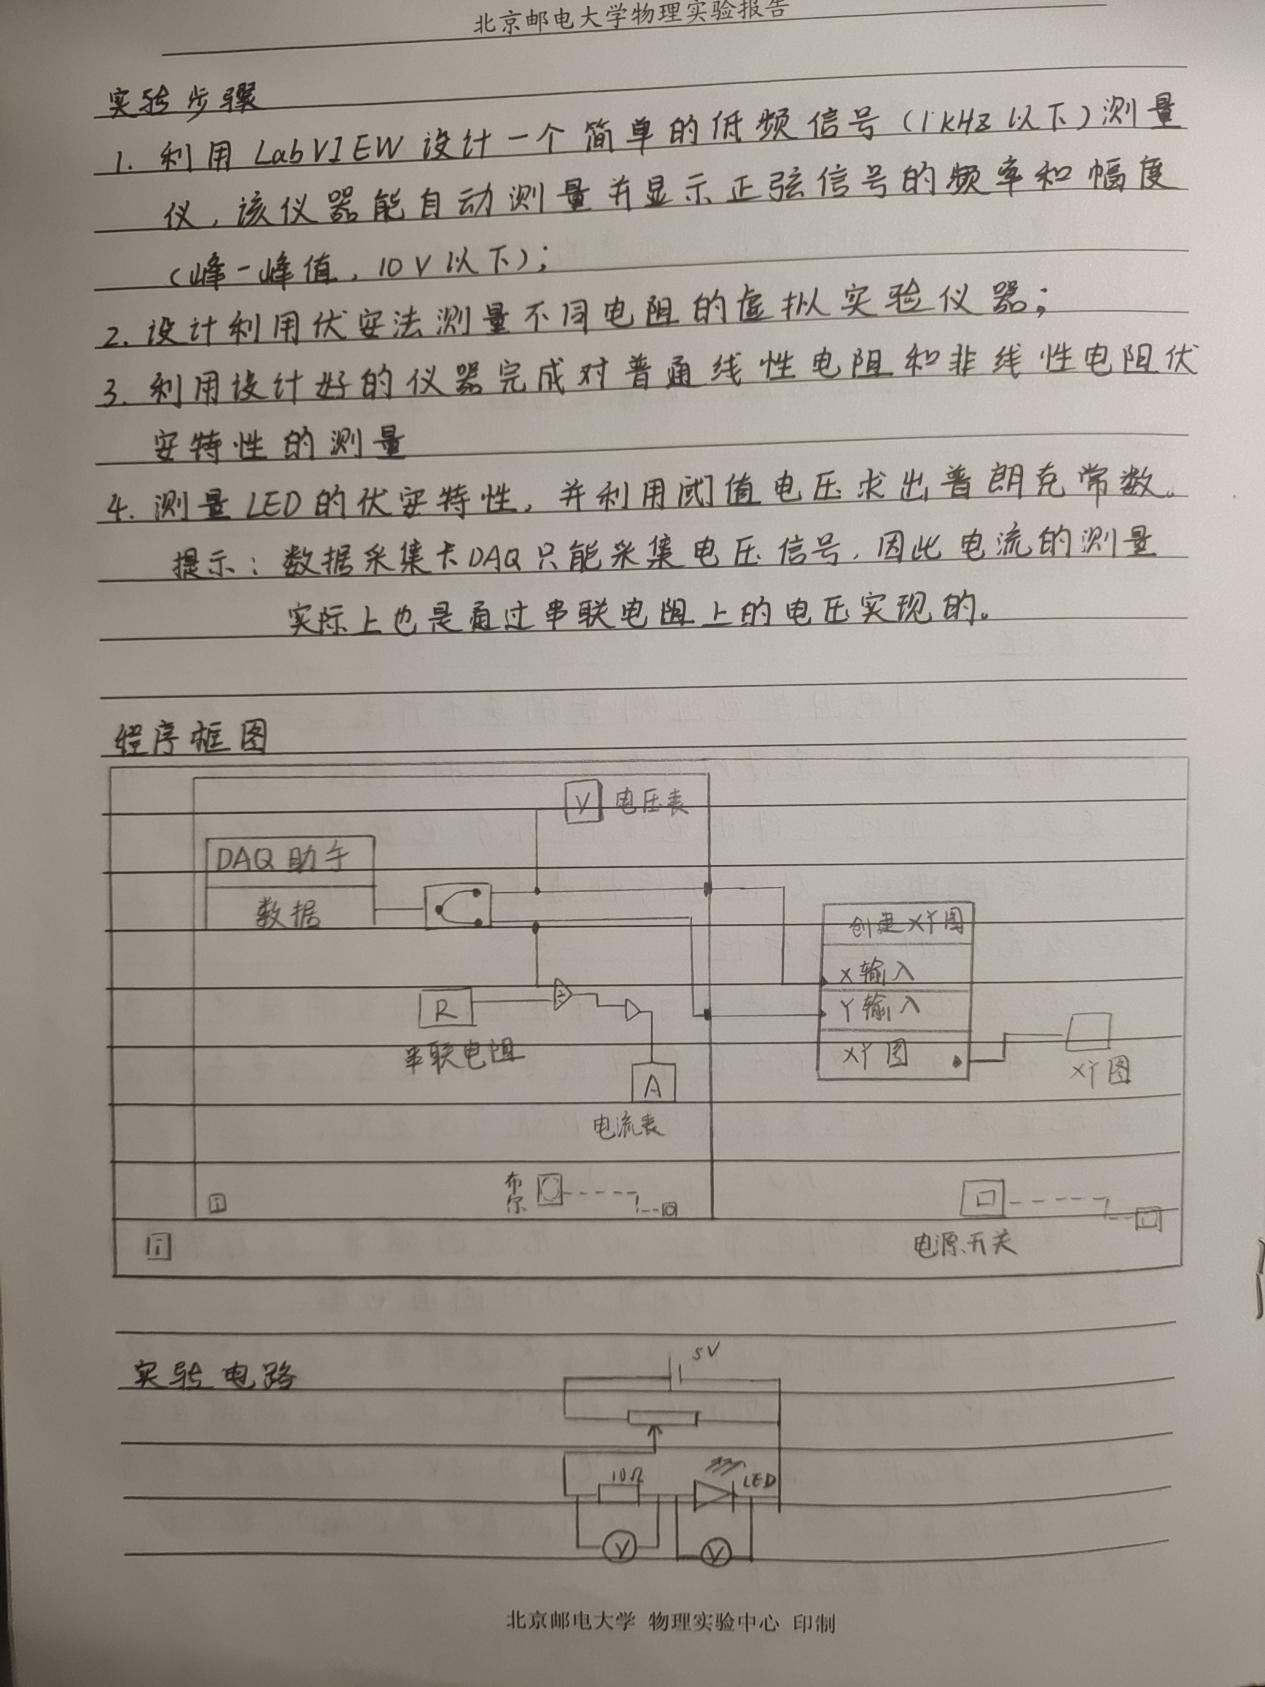 北京邮电大学物理实验报告
实验步骤
1. 利用 LabVIEW 设计一个简单的低频信号（1kHz以下）测量
仪，该仪器能自动测量并显示正弦信号的频率和幅度
（峰-峰值，10V以下）；
2. 设计利用伏安法测量不同电阻的虚拟实验仪器；
3. 利用设计好的仪器完成对普通线性电阻和非线性电阻伏
安特性的测量
4. 测量LED的伏安特性，并利用阈值电压求出普朗克常数。
提示：数据采集卡DAQ只能采集电压信号，因此电流的测量
实际上也是通过串联电阻上的电压实现的。
程序框图
V 电压表
DAQ助手
数据
创建XY图
X输入
Y输入
XY图
XY图
R
÷
串联电阻
A
电流表
布尔
i
电源开关
i
实验电路
5V
10Ω
LED
V
V
北京邮电大学 物理实验中心 印制